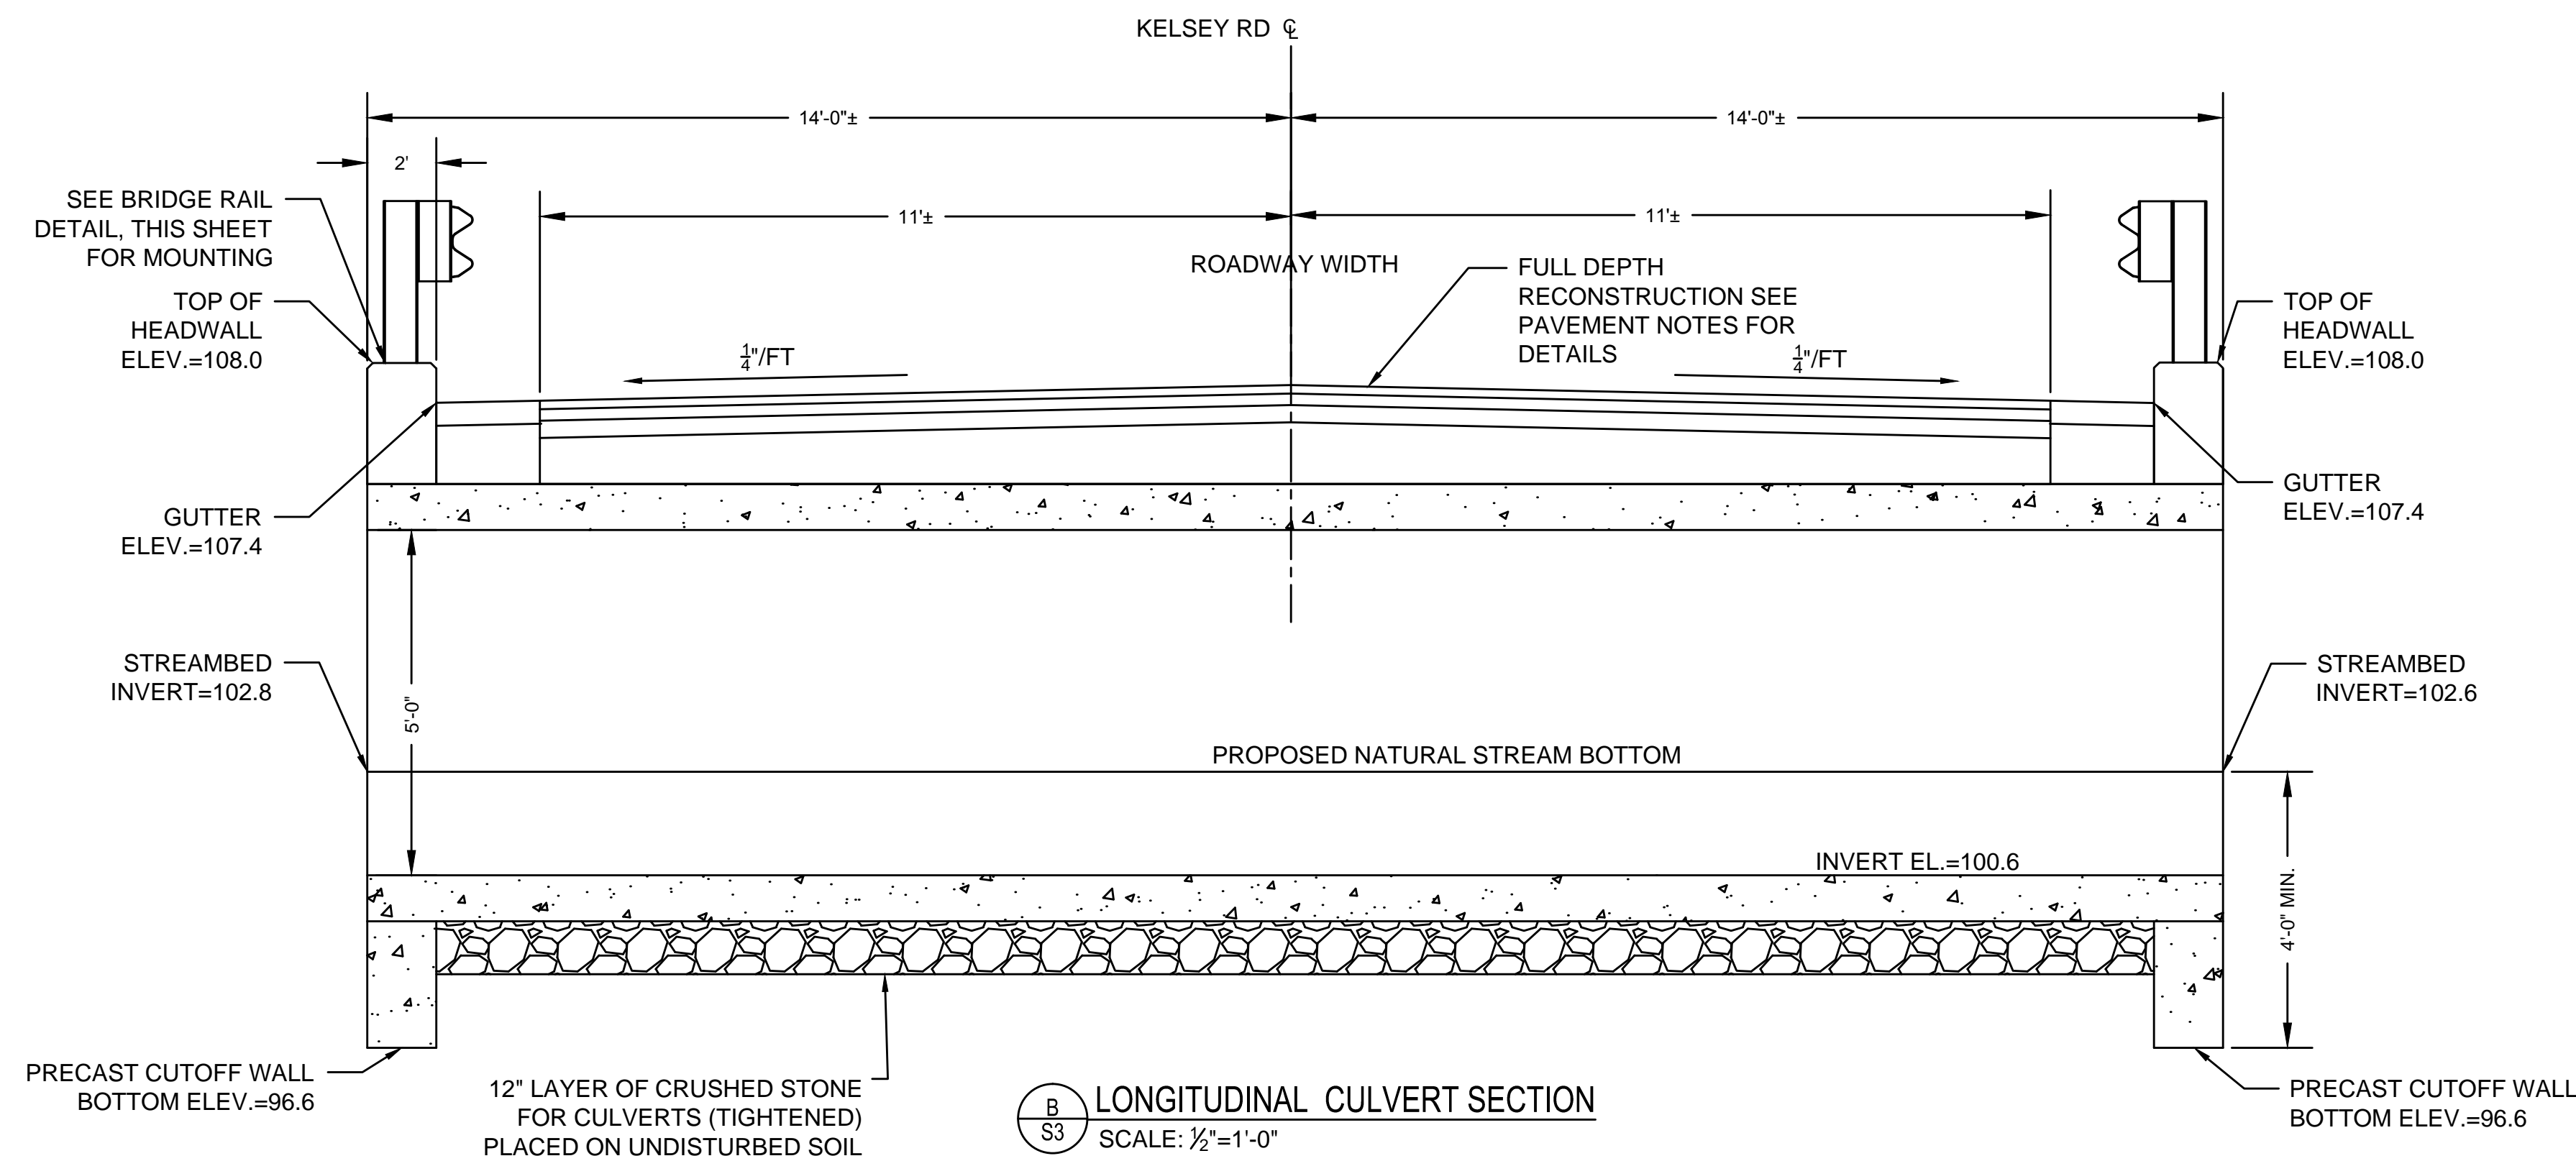 KELSEY RD ℄
14'-0"±
14'-0"±
2'
SEE BRIDGE RAIL
DETAIL, THIS SHEET
FOR MOUNTING
11'±
11'±
ROADWAY WIDTH
FULL DEPTH
RECONSTRUCTION SEE
PAVEMENT NOTES FOR
DETAILS
TOP OF
HEADWALL
ELEV.=108.0
TOP OF
HEADWALL
ELEV.=108.0
1/4"/FT
1/4"/FT
GUTTER
ELEV.=107.4
GUTTER
ELEV.=107.4
STREAMBED
INVERT=102.8
5'-0"
STREAMBED
INVERT=102.6
PROPOSED NATURAL STREAM BOTTOM
INVERT EL.=100.6
4'-0" MIN.
PRECAST CUTOFF WALL
BOTTOM ELEV.=96.6
12" LAYER OF CRUSHED STONE
FOR CULVERTS (TIGHTENED)
PLACED ON UNDISTURBED SOIL
B
S3
LONGITUDINAL CULVERT SECTION
SCALE: 1/2"=1'-0"
PRECAST CUTOFF WALL
BOTTOM ELEV.=96.6